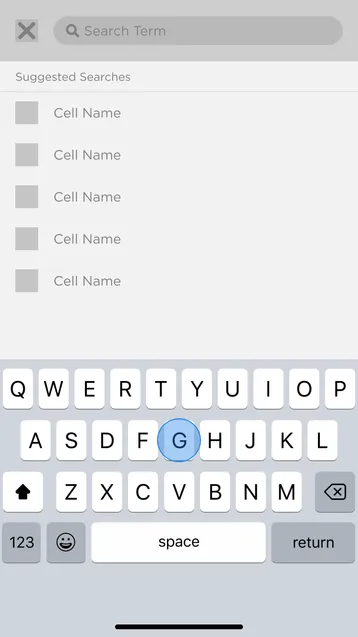 Search Term
Suggested Searches
Cell Name
Cell Name
Cell Name
Cell Name
Cell Name
Q W E R T Y U I O P
A S D F G H J K L
Z X C V B N M
123 space return